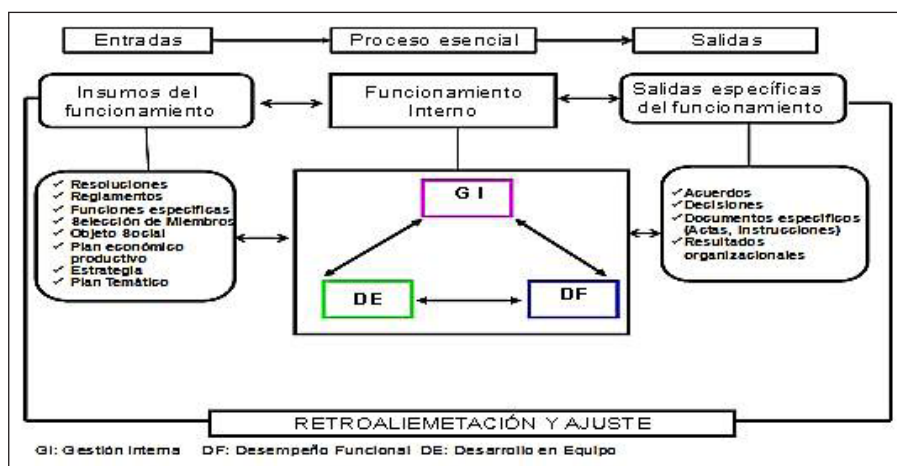 Entradas
Proceso esencial
Salidas
Insumos del
funcionamiento
Funcionamiento
Interno
Salidas específicas
del funcionamiento
✓ Resoluciones
✓ Reglamentos
✓ Funciones específicas
✓ Selección de Miembros
✓ Objeto Social
✓ Plan económico
productivo
✓ Estrategia
✓ Plan Temático
G I
DE
DF
✓ Acuerdos
✓ Decisiones
✓ Documentos específicos
(Actas, Instrucciones)
✓ Resultados
organizacionales
RETROALIEMETACIÓN Y AJUSTE
GI: Gestión Interna DF: Desempeño Funcional DE: Desarrollo en Equipo